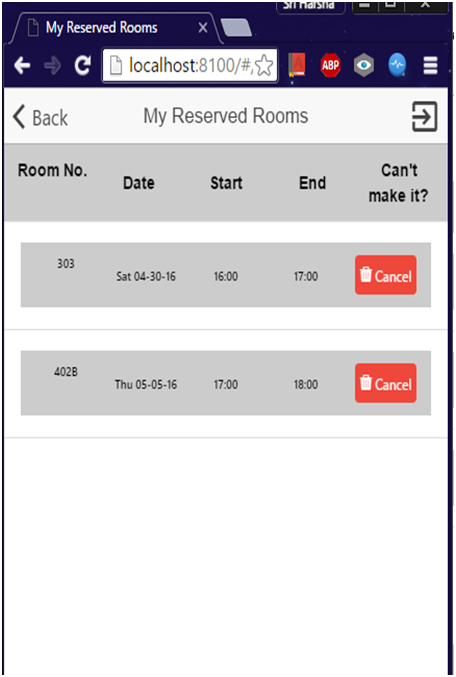 Sri Harsha
My Reserved Rooms
localhost:8100/#,
ABP
Back
My Reserved Rooms
Room No. Date Start End Can't
make it?
303 Sat 04-30-16 16:00 17:00 Cancel
402B Thu 05-05-16 17:00 18:00 Cancel